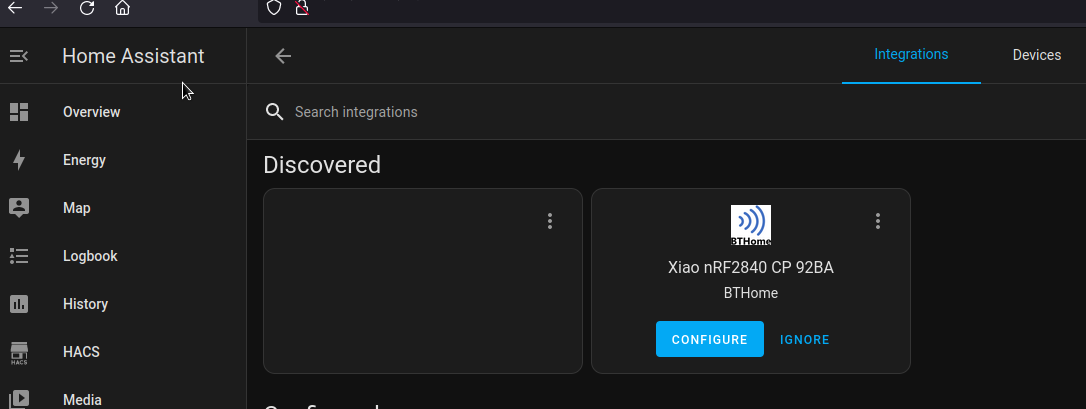 Home Assistant
Integrations
Devices
Overview
Search integrations
Energy
Discovered
Map
BTHome
Logbook
Xiao nRF2840 CP 92BA
BTHome
History
CONFIGURE
IGNORE
HACS
HACS
Media